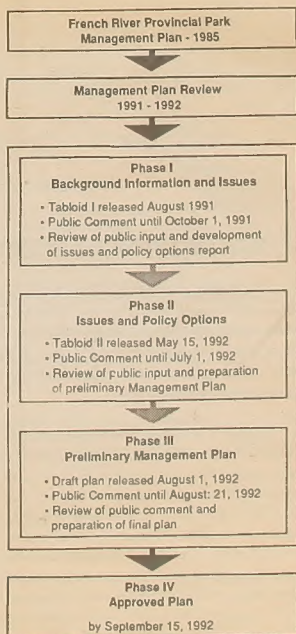 French River Provincial Park
Management Plan - 1985
Management Plan Review
1991 - 1992
Phase I
Background Information and Issues
• Tabloid I released August 1991
• Public Comment until October 1, 1991
• Review of public input and development
of issues and policy options report
Phase II
Issues and Policy Options
• Tabloid II released May 15, 1992
• Public Comment until July 1, 1992
• Review of public input and preparation
of preliminary Management Plan
Phase III
Preliminary Management Plan
• Draft plan released August 1, 1992
• Public Comment until August: 21, 1992
• Review of public comment and
preparation of final plan
Phase IV
Approved Plan
by September 15, 1992